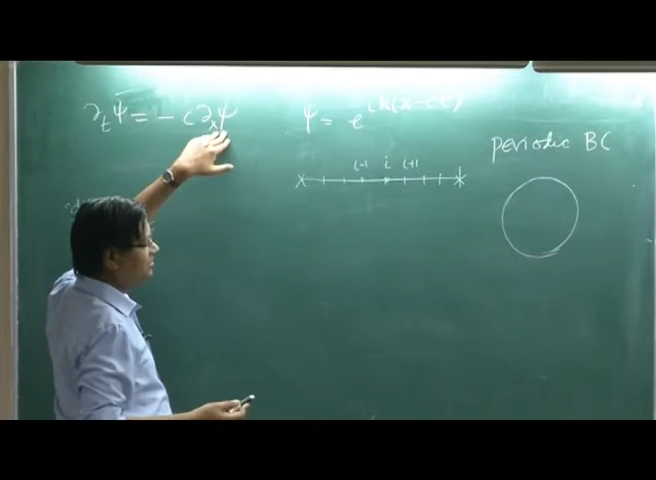 ∂ₜψ = - c ∂ₓψ
ψ = e^{ik(x-ct)}
periodic BC
i-1 i i+1